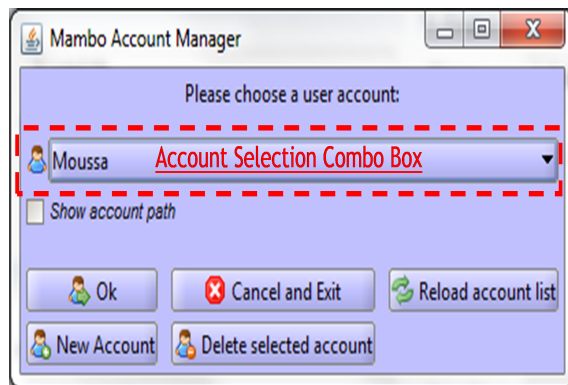 Mambo Account Manager
Please choose a user account:
Moussa Account Selection Combo Box
Show account path
Ok Cancel and Exit Reload account list
New Account Delete selected account